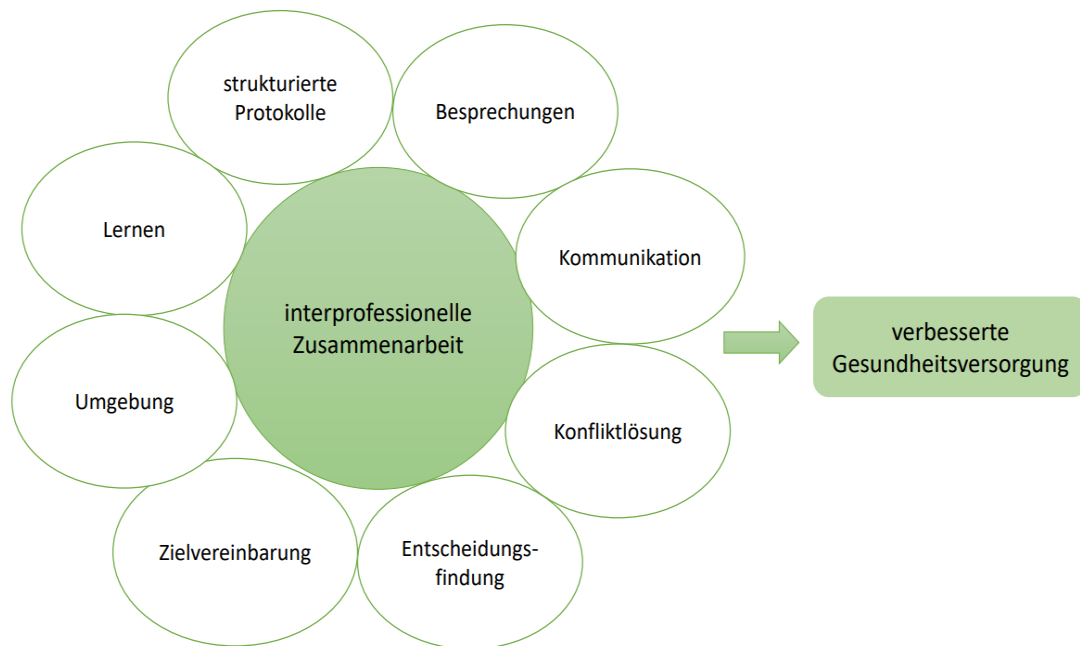 strukturierte
Protokolle
Besprechungen
Lernen
Kommunikation
interprofessionelle
Zusammenarbeit
verbesserte
Gesundheitsversorgung
Umgebung
Konfliktlösung
Zielvereinbarung
Entscheidungs-
findung